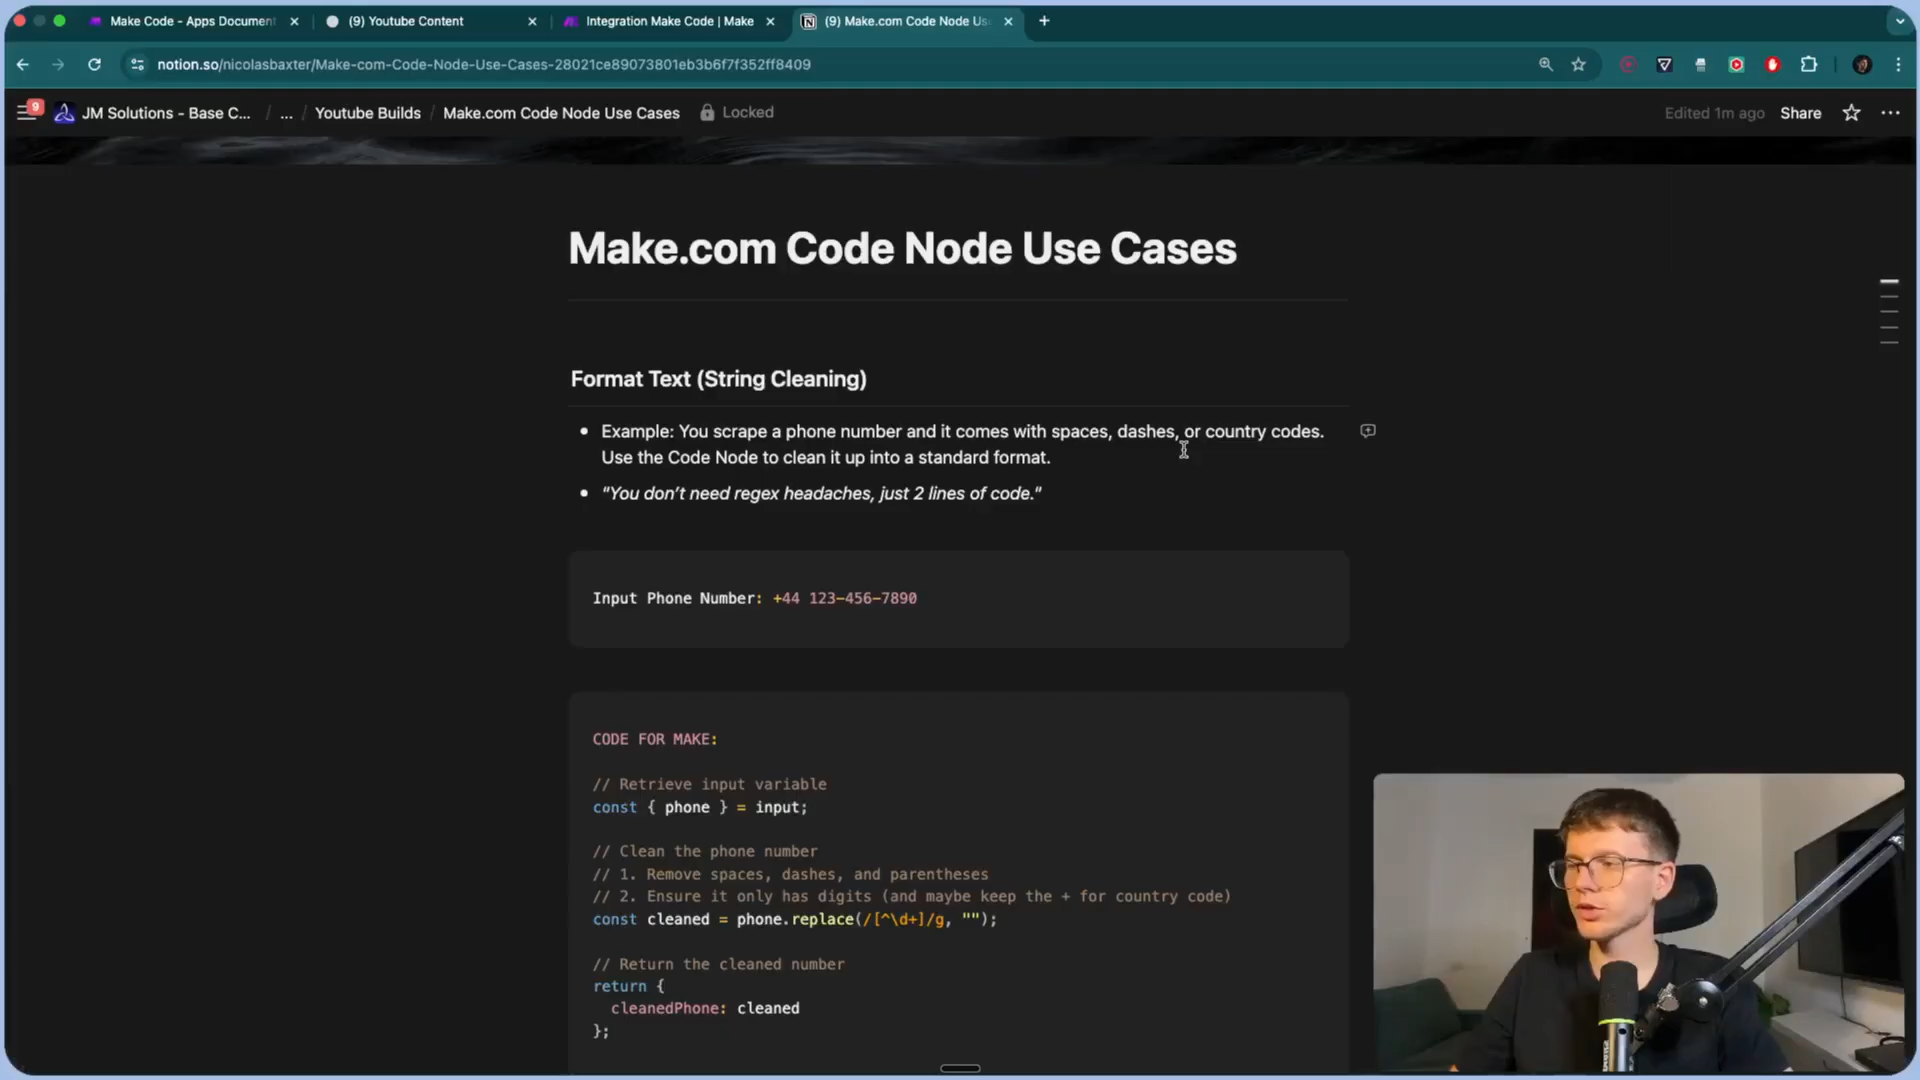 Make Code - Apps Document
(9) Youtube Content
Integration Make Code | Make
(9) Make.com Code Node Us
notion.so/nicolasbaxter/Make-com-Code-Node-Use-Cases-28021ce89073801eb3b6f7f352ff8409
9
JM Solutions - Base C... / ... / Youtube Builds / Make.com Code Node Use Cases Locked
Edited 1m ago Share
Make.com Code Node Use Cases
Format Text (String Cleaning)
• Example: You scrape a phone number and it comes with spaces, dashes, or country codes.
Use the Code Node to clean it up into a standard format.
• "You don’t need regex headaches, just 2 lines of code."
Input Phone Number: +44 123-456-7890
CODE FOR MAKE:
// Retrieve input variable
const { phone } = input;
// Clean the phone number
// 1. Remove spaces, dashes, and parentheses
// 2. Ensure it only has digits (and maybe keep the + for country code)
const cleaned = phone.replace(/[^\d+]/g, "");
// Return the cleaned number
return {
cleanedPhone: cleaned
};